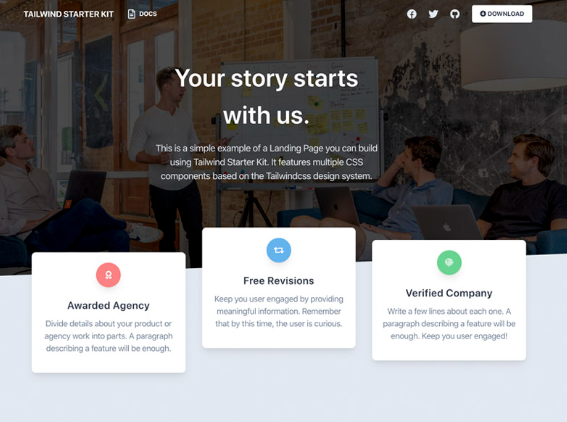 TAILWIND STARTER KIT
DOCS
DOWNLOAD
Your story starts
with us.
This is a simple example of a Landing Page you can build
using Tailwind Starter Kit. It features multiple CSS
components based on the Tailwindcss design system.
Awarded Agency
Divide details about your product or
agency work into parts. A paragraph
describing a feature will be enough.
Free Revisions
Keep you user engaged by providing
meaningful information. Remember
that by this time, the user is curious.
Verified Company
Write a few lines about each one. A
paragraph describing a feature will be
enough. Keep you user engaged!